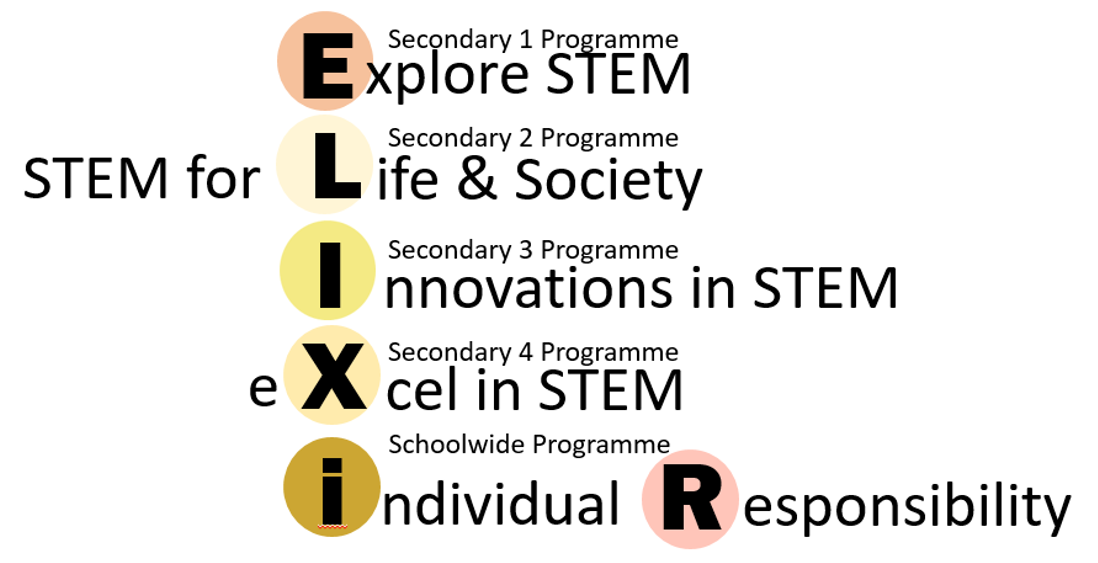 Secondary 1 Programme
Explore STEM
Secondary 2 Programme
STEM for Life & Society
Secondary 3 Programme
Innovations in STEM
Secondary 4 Programme
eXcel in STEM
Schoolwide Programme
individual Responsibility